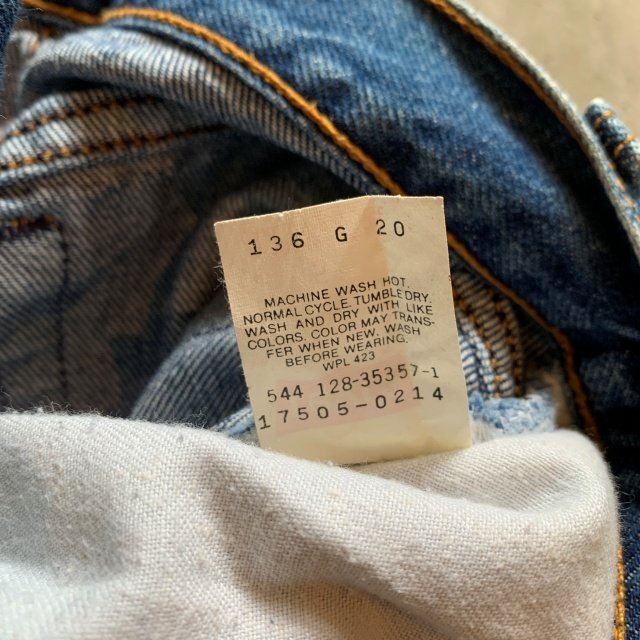 136 G 20
MACHINE WASH HOT,
NORMAL CYCLE, TUMBLE DRY,
WASH AND DRY WITH LIKE
COLORS. COLOR MAY TRANS-
FER WHEN NEW. WASH
BEFORE WEARING.
WPL 423
544 128-35357-1
17505-0214